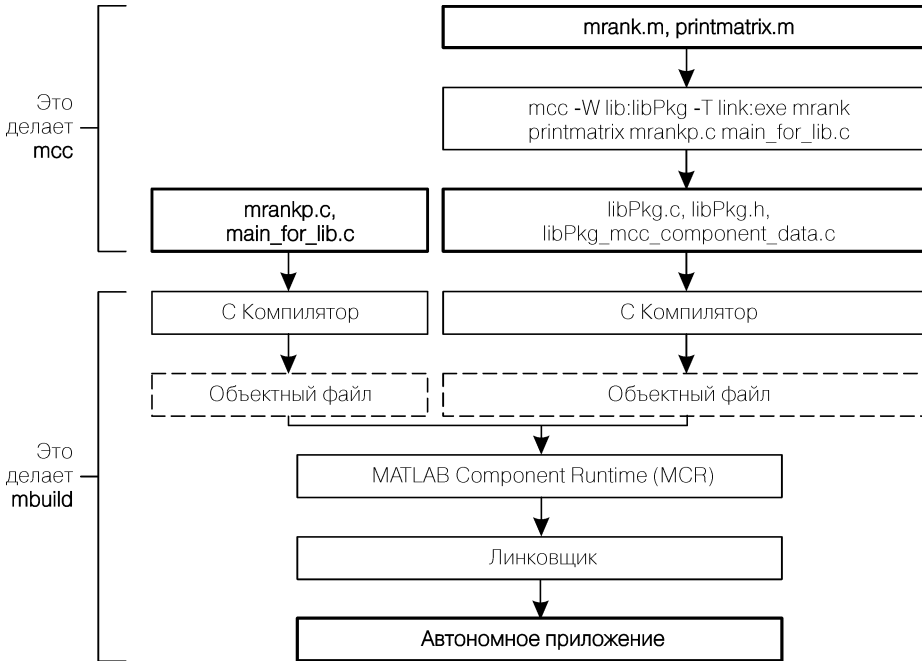 mrank.m, printmatrix.m
Это
делает
mcc
mcc -W lib:libPkg -T link:exe mrank
printmatrix mrankp.c main_for_lib.c
mrankp.c,
main_for_lib.c
libPkg.c, libPkg.h,
libPkg_mcc_component_data.c
С Компилятор
С Компилятор
Объектный файл
Объектный файл
Это
делает
mbuild
MATLAB Component Runtime (MCR)
Линковщик
Автономное приложение